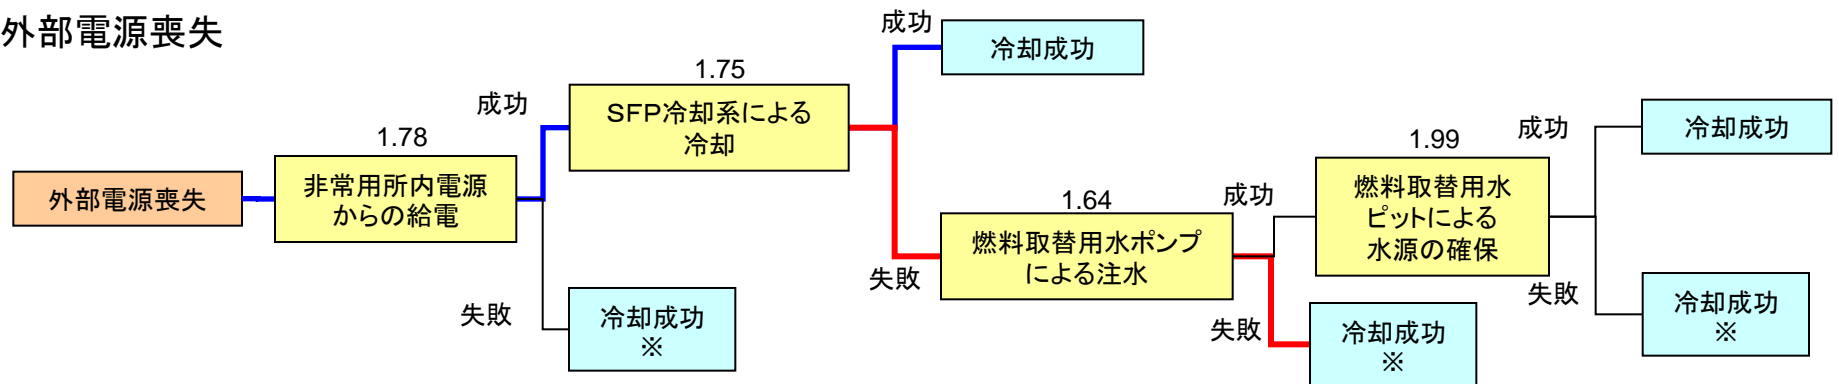 外部電源喪失
外部電源喪失
1.78
非常用所内電源
からの給電
成功
失敗
1.75
SFP冷却系による
冷却
冷却成功
※
成功
冷却成功
失敗
1.64
燃料取替用水ポンプ
による注水
成功
失敗
1.99
燃料取替用水
ピットによる
水源の確保
冷却成功
※
成功
冷却成功
失敗
冷却成功
※